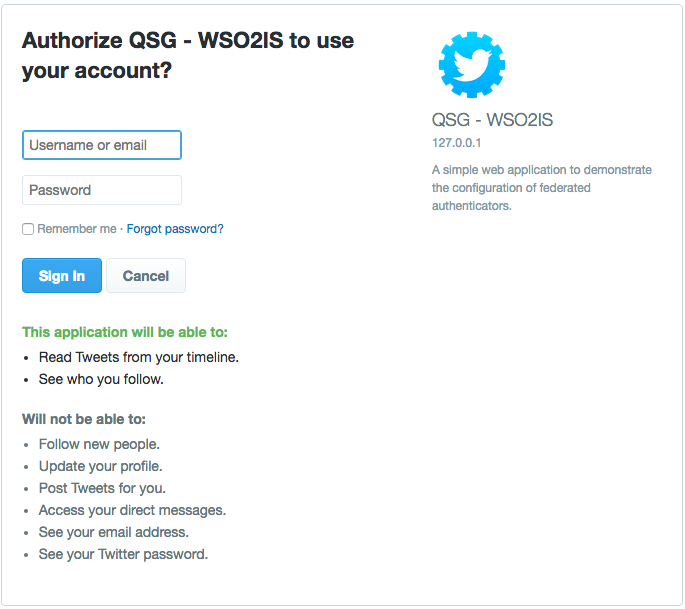 Authorize QSG - WSO2IS to use
your account?
Username or email
Password
Remember me · Forgot password?
Sign In
Cancel
This application will be able to:
• Read Tweets from your timeline.
• See who you follow.
Will not be able to:
• Follow new people.
• Update your profile.
• Post Tweets for you.
• Access your direct messages.
• See your email address.
• See your Twitter password.
QSG - WSO2IS
127.0.0.1
A simple web application to demonstrate
the configuration of federated
authenticators.